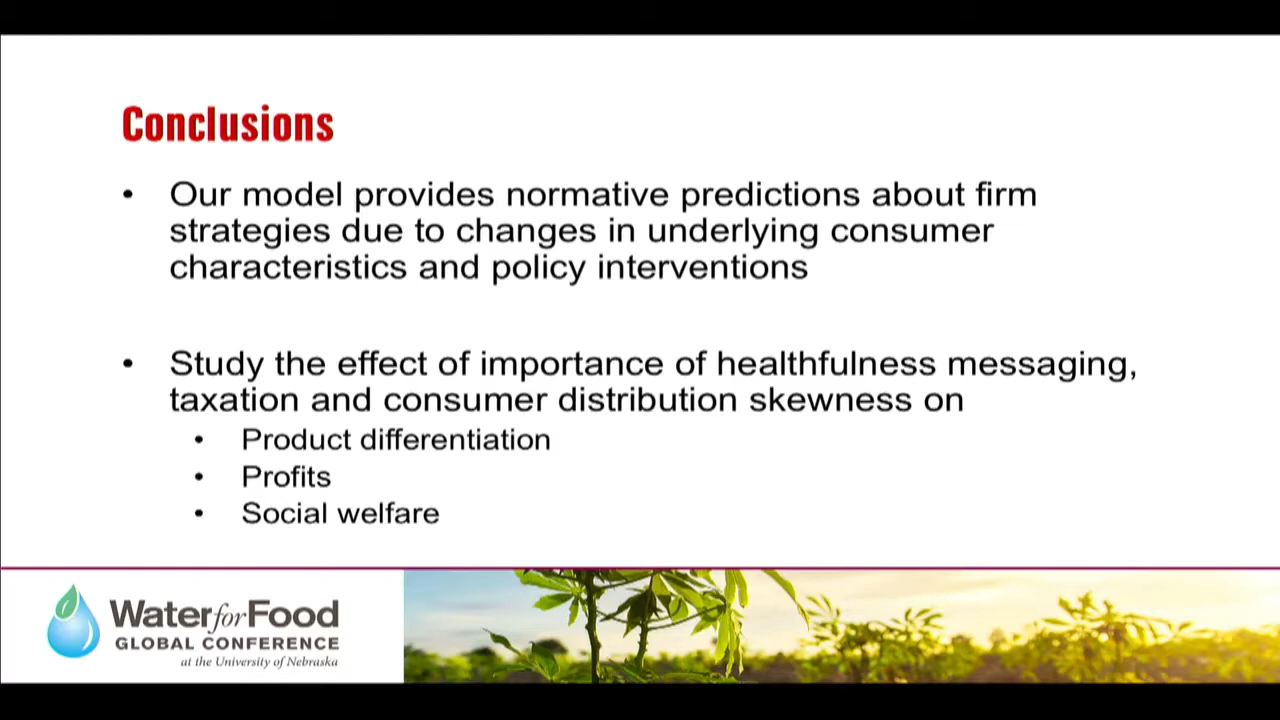 Conclusions
• Our model provides normative predictions about firm
strategies due to changes in underlying consumer
characteristics and policy interventions
• Study the effect of importance of healthfulness messaging,
taxation and consumer distribution skewness on
• Product differentiation
• Profits
• Social welfare
Water for Food
GLOBAL CONFERENCE
at the University of Nebraska